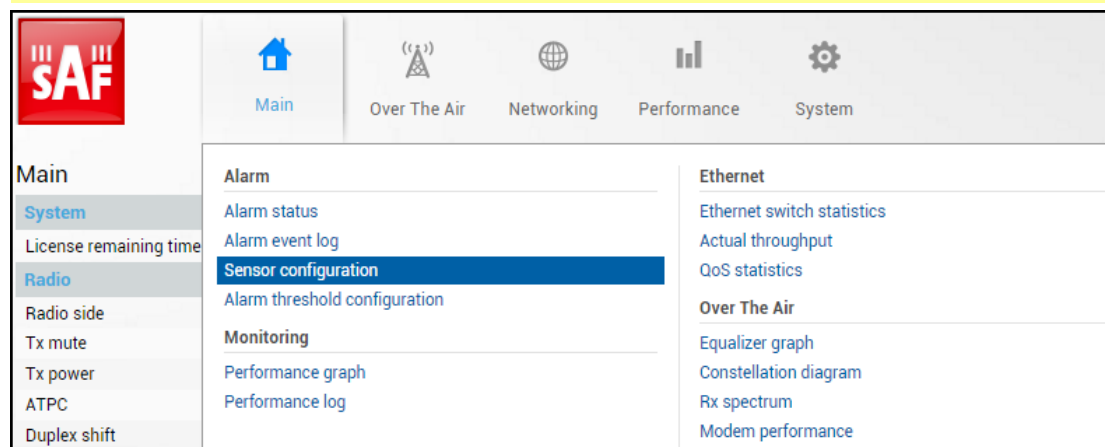 SAF
Main
Over The Air
Networking
Performance
System
Main
System
License remaining time
Radio
Radio side
Tx mute
Tx power
ATPC
Duplex shift
Alarm
Alarm status
Alarm event log
Sensor configuration
Alarm threshold configuration
Monitoring
Performance graph
Performance log
Ethernet
Ethernet switch statistics
Actual throughput
QoS statistics
Over The Air
Equalizer graph
Constellation diagram
Rx spectrum
Modem performance